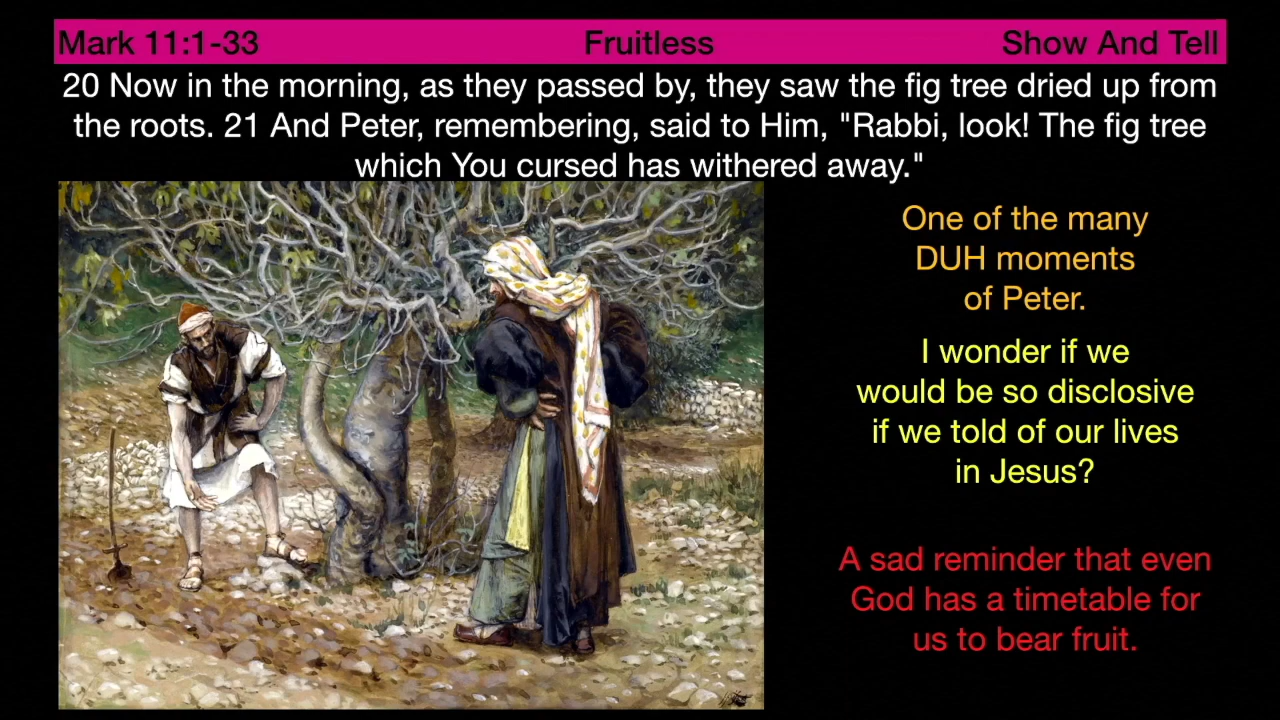 Mark 11:1-33 Fruitless Show And Tell
20 Now in the morning, as they passed by, they saw the fig tree dried up from
the roots. 21 And Peter, remembering, said to Him, "Rabbi, look! The fig tree
which You cursed has withered away."
One of the many
DUH moments
of Peter.
I wonder if we
would be so disclosive
if we told of our lives
in Jesus?
A sad reminder that even
God has a timetable for
us to bear fruit.